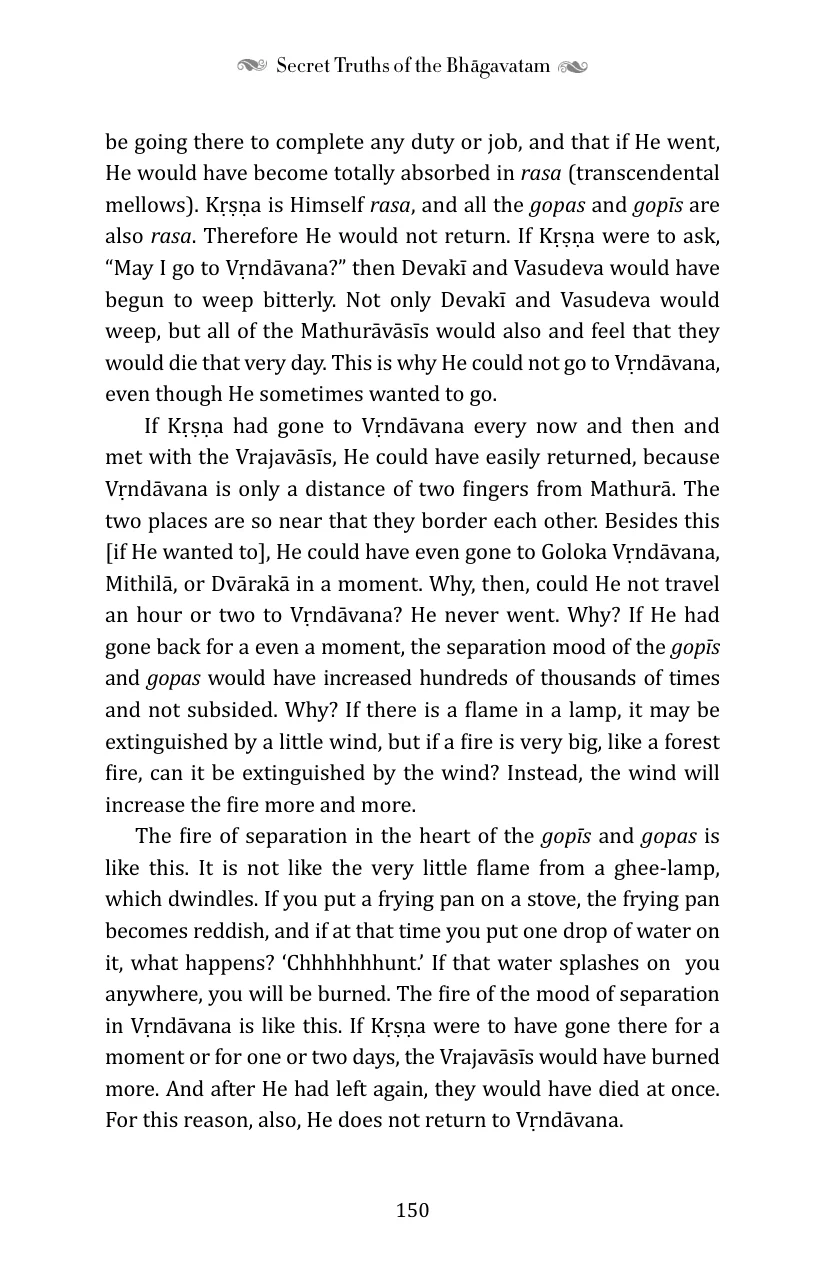 Secret Truths of the Bhāgavatam
be going there to complete any duty or job, and that if He went,
He would have become totally absorbed in rasa (transcendental
mellows). Kṛṣṇa is Himself rasa, and all the gopas and gopīs are
also rasa. Therefore He would not return. If Kṛṣṇa were to ask,
“May I go to Vṛndāvana?” then Devakī and Vasudeva would have
begun to weep bitterly. Not only Devakī and Vasudeva would
weep, but all of the Mathurāvāsīs would also and feel that they
would die that very day. This is why He could not go to Vṛndāvana,
even though He sometimes wanted to go.
If Kṛṣṇa had gone to Vṛndāvana every now and then and
met with the Vrajavāsīs, He could have easily returned, because
Vṛndāvana is only a distance of two fingers from Mathurā. The
two places are so near that they border each other. Besides this
[if He wanted to], He could have even gone to Goloka Vṛndāvana,
Mithilā, or Dvārakā in a moment. Why, then, could He not travel
an hour or two to Vṛndāvana? He never went. Why? If He had
gone back for a even a moment, the separation mood of the gopīs
and gopas would have increased hundreds of thousands of times
and not subsided. Why? If there is a flame in a lamp, it may be
extinguished by a little wind, but if a fire is very big, like a forest
fire, can it be extinguished by the wind? Instead, the wind will
increase the fire more and more.
The fire of separation in the heart of the gopīs and gopas is
like this. It is not like the very little flame from a ghee-lamp,
which dwindles. If you put a frying pan on a stove, the frying pan
becomes reddish, and if at that time you put one drop of water on
it, what happens? ‘Chhhhhhhunt.’ If that water splashes on  you
anywhere, you will be burned. The fire of the mood of separation
in Vṛndāvana is like this. If Kṛṣṇa were to have gone there for a
moment or for one or two days, the Vrajavāsīs would have burned
more. And after He had left again, they would have died at once.
For this reason, also, He does not return to Vṛndāvana.
150